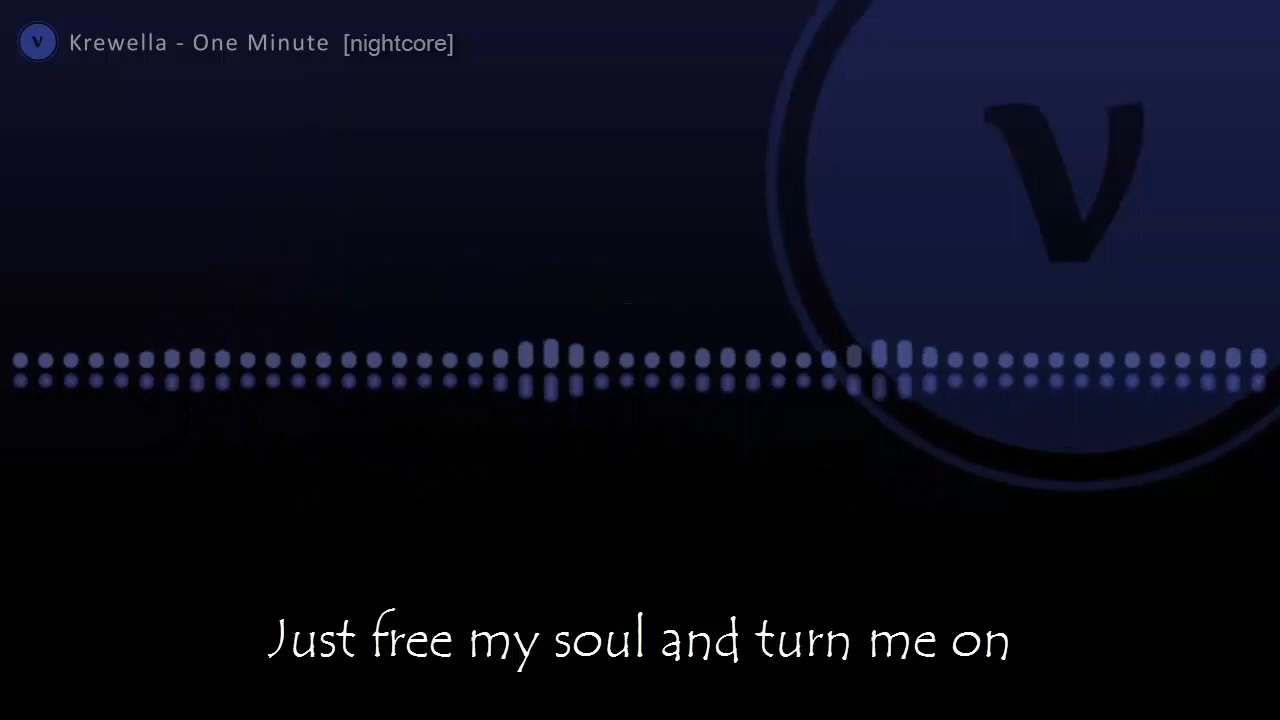 ν Krewella - One Minute [nightcore]
ν
Just free my soul and turn me on